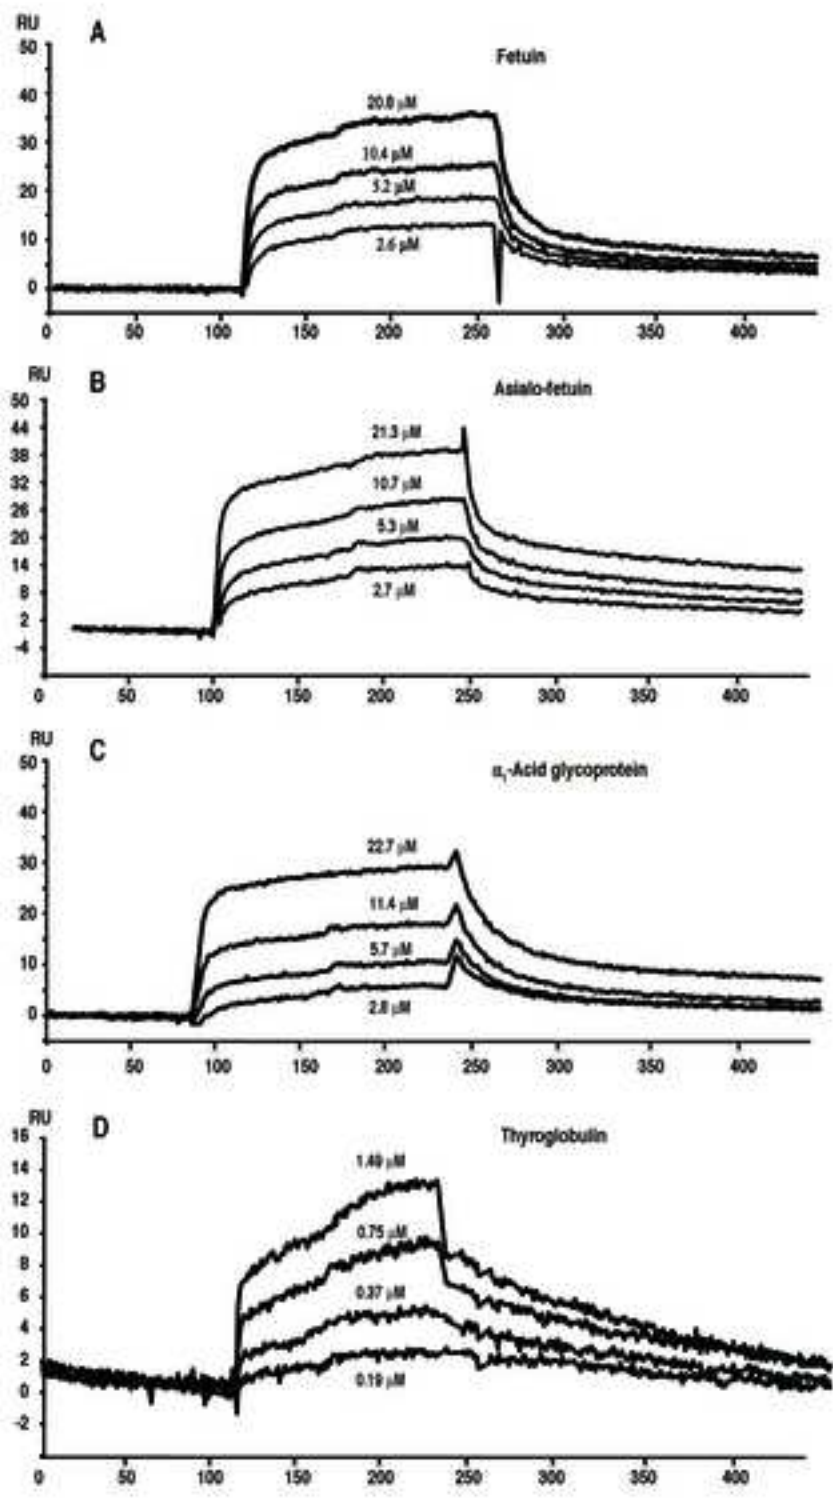 RU
A
Fetuin
50
40
30
20
10
0
20.8 μM
10.4 μM
5.2 μM
2.6 μM
0 50 100 150 200 250 300 350 400
RU
B
Asialo-fetuin
50
44
38
32
26
20
14
8
2
-4
21.3 μM
10.7 μM
5.3 μM
2.7 μM
0 50 100 150 200 250 300 350 400
RU
C
α₁-Acid glycoprotein
50
40
30
20
10
0
22.7 μM
11.4 μM
5.7 μM
2.8 μM
0 50 100 150 200 250 300 350 400
RU
D
Thyroglobulin
16
14
12
10
8
6
4
2
0
-2
1.49 μM
0.75 μM
0.37 μM
0.19 μM
0 50 100 150 200 250 300 350 400